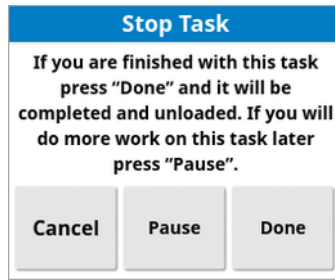 Stop Task
If you are finished with this task
press “Done” and it will be
completed and unloaded. If you will
do more work on this task later
press “Pause”.
Cancel Pause Done